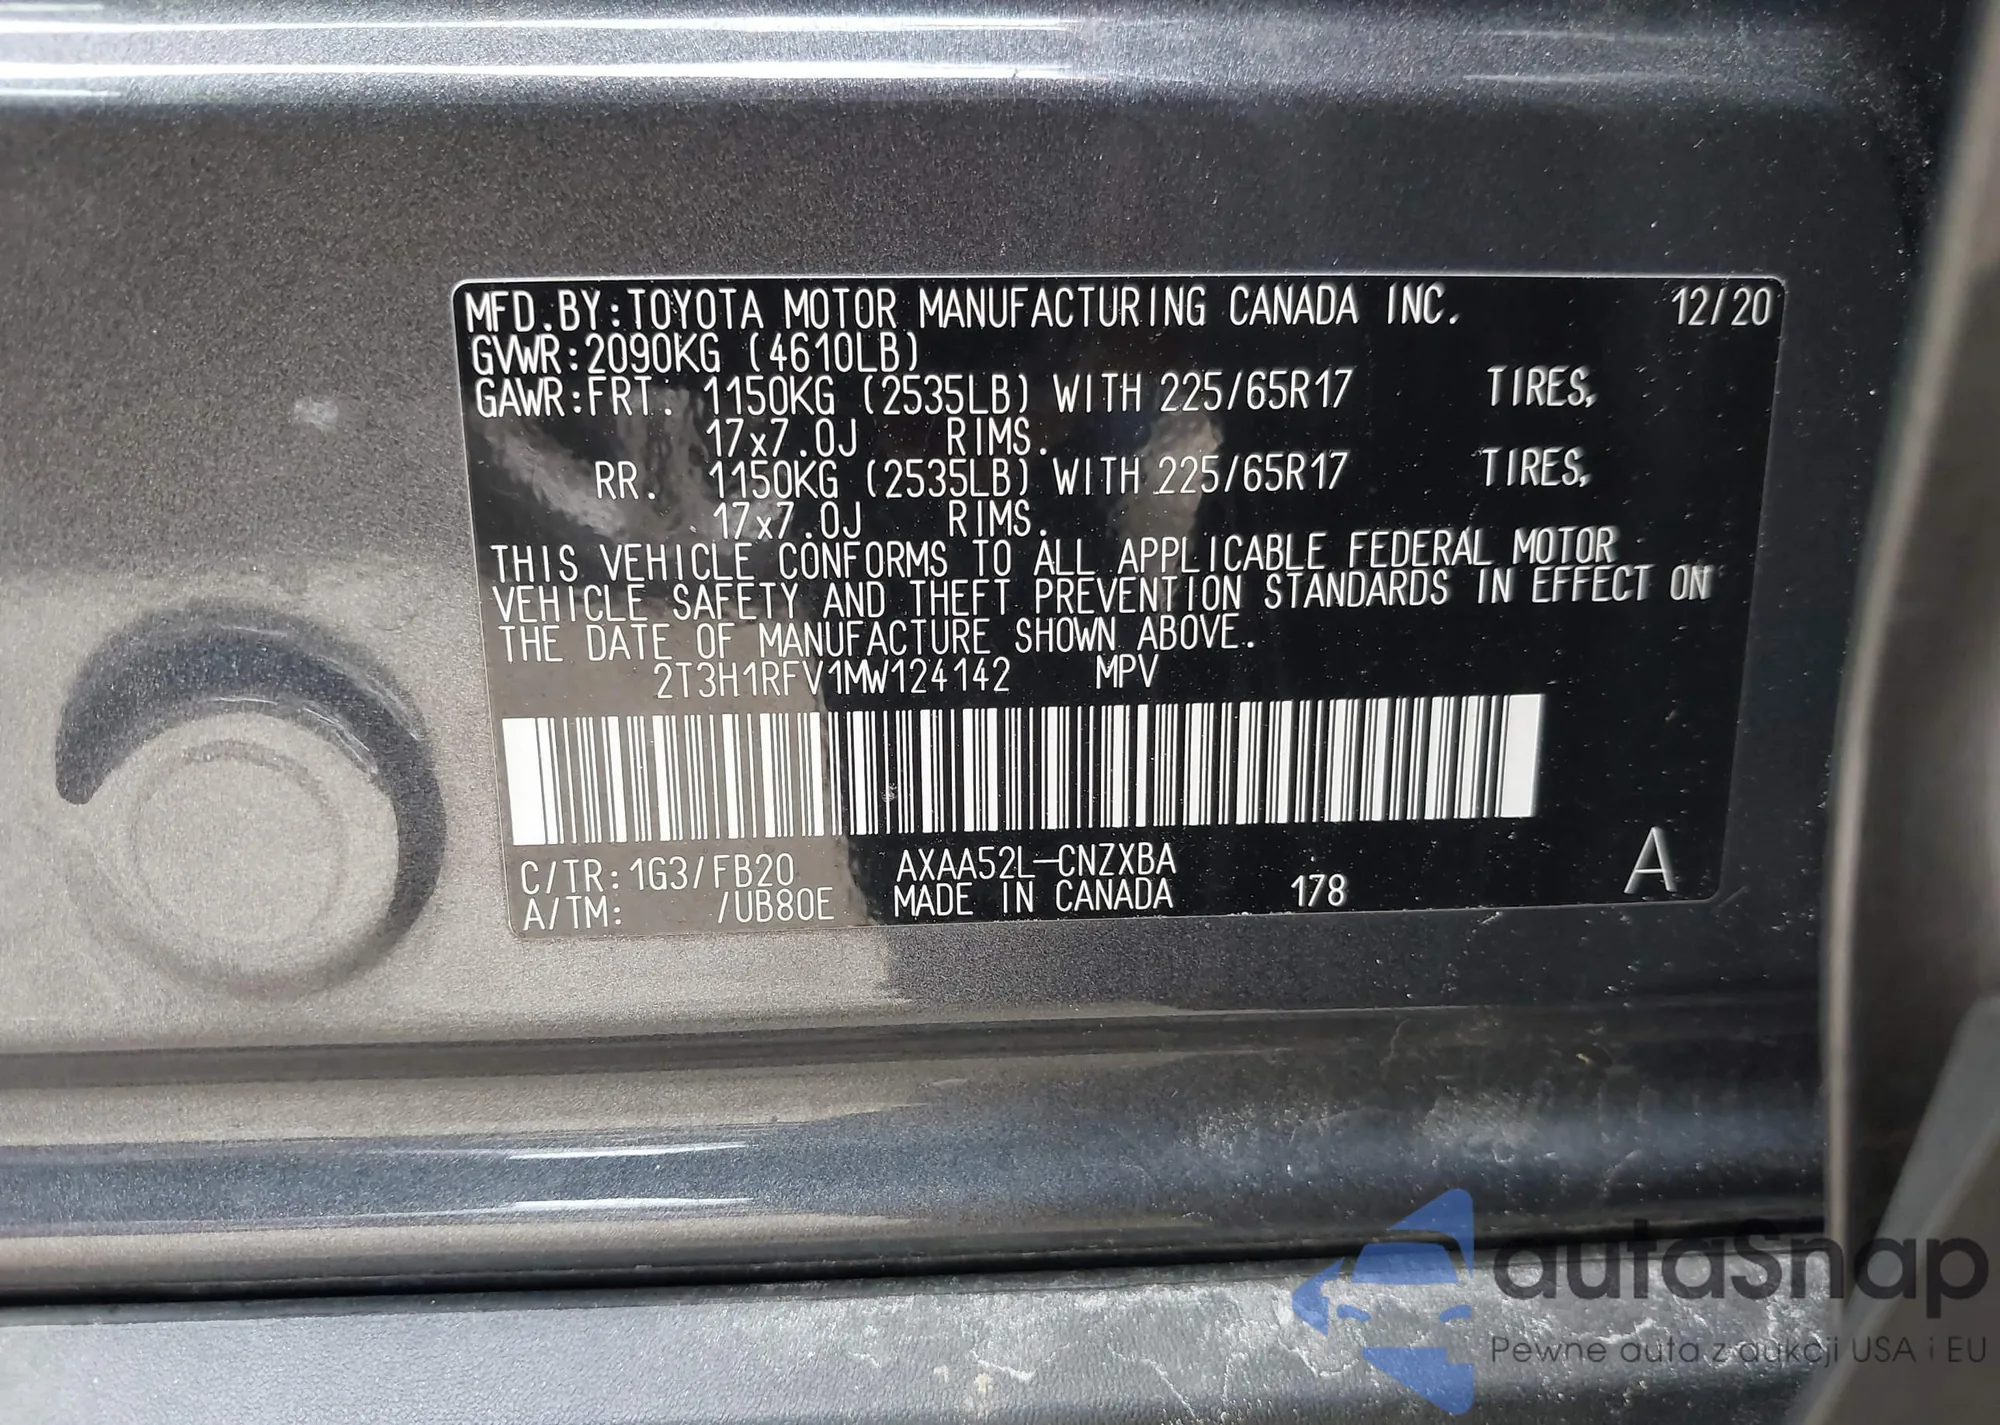 MFD.BY:TOYOTA MOTOR MANUFACTURING CANADA INC. 12/20
GVWR:2090KG (4610LB)
GAWR:FRT: 1150KG (2535LB) WITH 225/65R17 TIRES,
17x7.0J RIMS.
RR. 1150KG (2535LB) WITH 225/65R17 TIRES,
17x7.0J RIMS.
THIS VEHICLE CONFORMS TO ALL APPLICABLE FEDERAL MOTOR
VEHICLE SAFETY AND THEFT PREVENTION STANDARDS IN EFFECT ON
THE DATE OF MANUFACTURE SHOWN ABOVE.
2T3H1RFV1MW124142 MPV
C/TR:1G3/FB20 AXAA52L-CNZXBA
A/TM: /UB80E MADE IN CANADA 178 A
autaSnap
Pewne auta z aukcji USA i EU